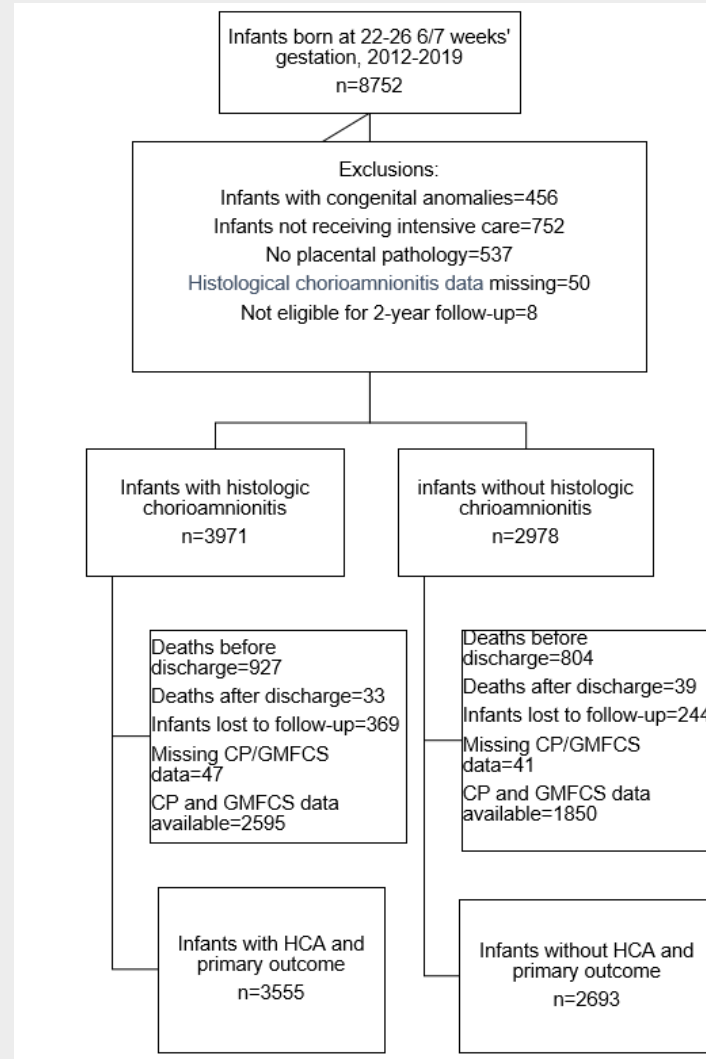 Infants born at 22-26 6/7 weeks'
gestation, 2012-2019
n=8752
Exclusions:
Infants with congenital anomalies=456
Infants not receiving intensive care=752
No placental pathology=537
Histological chorioamnionitis data missing=50
Not eligible for 2-year follow-up=8
Infants with histologic
chorioamnionitis
n=3971
infants without histologic
chrioamnionitis
n=2978
Deaths before
discharge=927
Deaths after discharge=33
Infants lost to follow-up=369
Missing CP/GMFCS
data=47
CP and GMFCS data
available=2595
Deaths before
discharge=804
Deaths after discharge=39
Infants lost to follow-up=244
Missing CP/GMFCS
data=41
CP and GMFCS data
available=1850
Infants with HCA and
primary outcome
n=3555
Infants without HCA and
primary outcome
n=2693